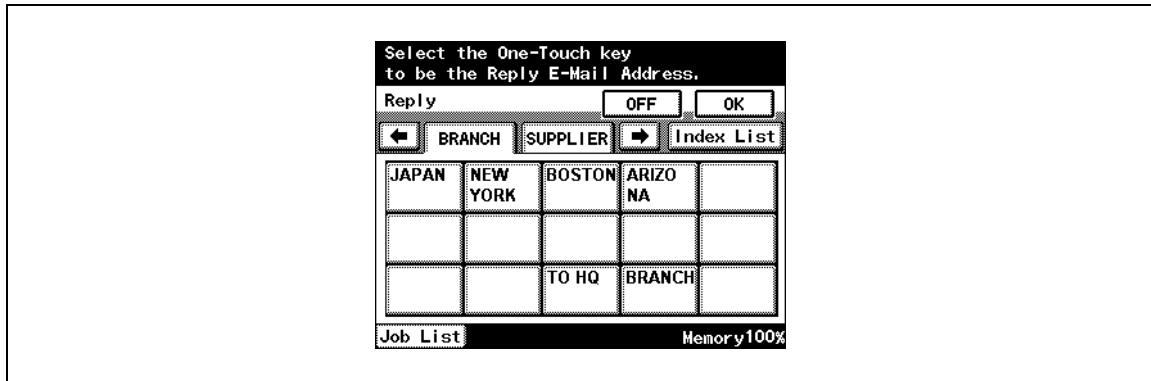 Select the One-Touch key
to be the Reply E-Mail Address.
Reply OFF OK
BRANCH SUPPLIER Index List
JAPAN NEW YORK BOSTON ARIZO NA
TO HQ BRANCH
Job List Memory100%